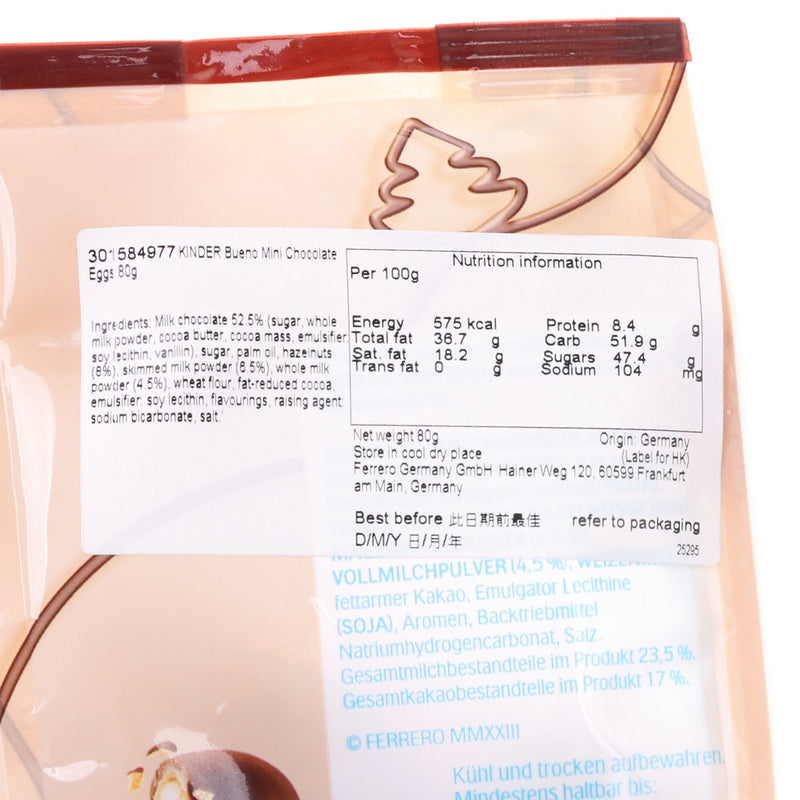 301584977 KINDER Bueno Mini Chocolate
Eggs 80g
Ingredients: Milk chocolate 52.5% (sugar, whole
milk powder, cocoa butter, cocoa mass, emulsifier:
soy lecithin, vanillin), sugar, palm oil, hazelnuts
(8%), skimmed milk powder (6.5%), whole milk
powder (4.5%), wheat flour, fat-reduced cocoa,
emulsifier: soy lecithin, flavourings, raising agent:
sodium bicarbonate, salt.
Nutrition information
Per 100g
Energy 575 kcal Protein 8.4 g
Total fat 36.7 g Carb 51.9 g
Sat. fat 18.2 g Sugars 47.4 g
Trans fat 0 g Sodium 104 mg
Net weight 80g Origin: Germany
Store in cool dry place (Label for HK)
Ferrero Germany GmbH Hainer Weg 120, 60599 Frankfurt
am Main, Germany
Best before 此日期前最佳 refer to packaging
D/M/Y 日/月/年
25295
VOLLMILCHPULVER (4,5 %),
fettarmer Kakao, Emulgator Lecithine
(SOJA), Aromen, Backtriebmittel
Natriumhydrogencarbonat, Salz.
Gesamtmilchbestandteile im Produkt 23,5 %.
Gesamtkakaobestandteile im Produkt 17 %.
© FERRERO MMXXIII
Kühl und trocken aufbewahren.
Mindestens haltbar bis: